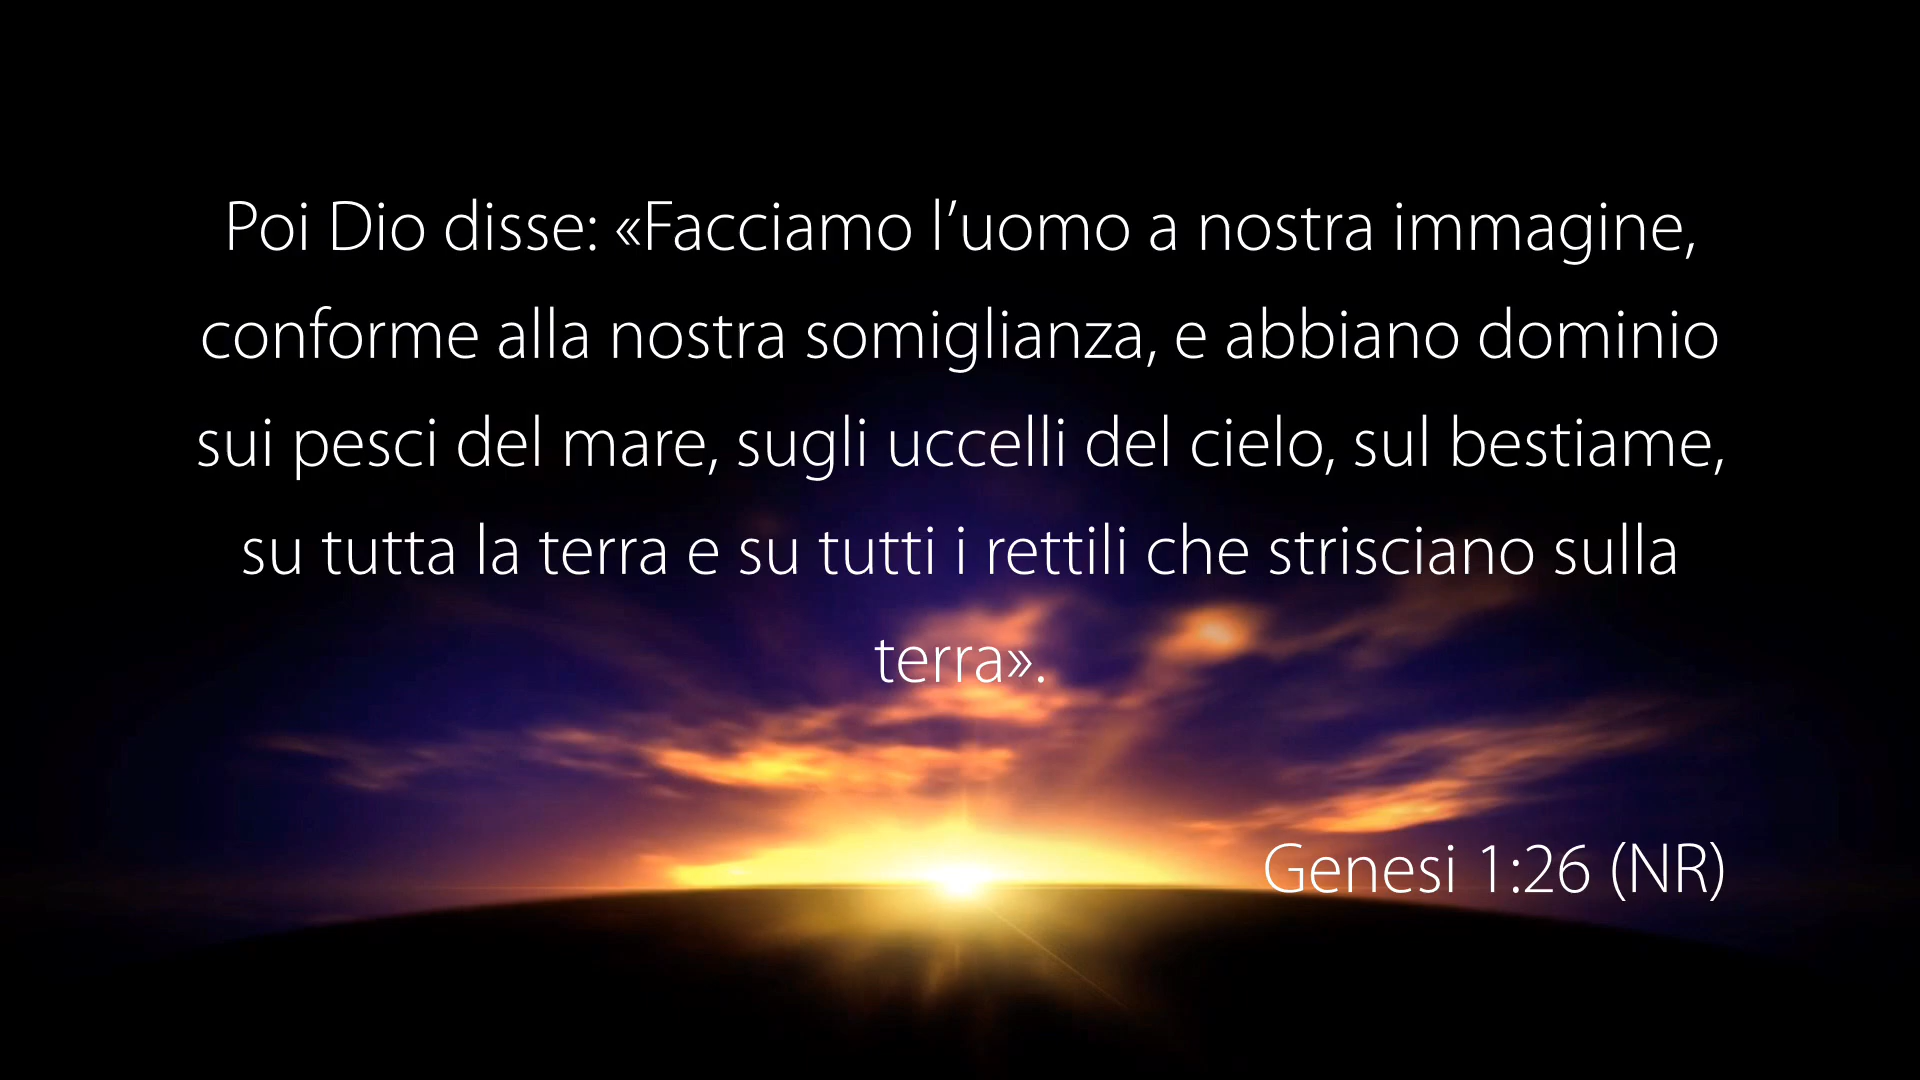 Poi Dio disse: «Facciamo l’uomo a nostra immagine,
conforme alla nostra somiglianza, e abbiano dominio
sui pesci del mare, sugli uccelli del cielo, sul bestiame,
su tutta la terra e su tutti i rettili che strisciano sulla
terra».
Genesi 1:26 (NR)